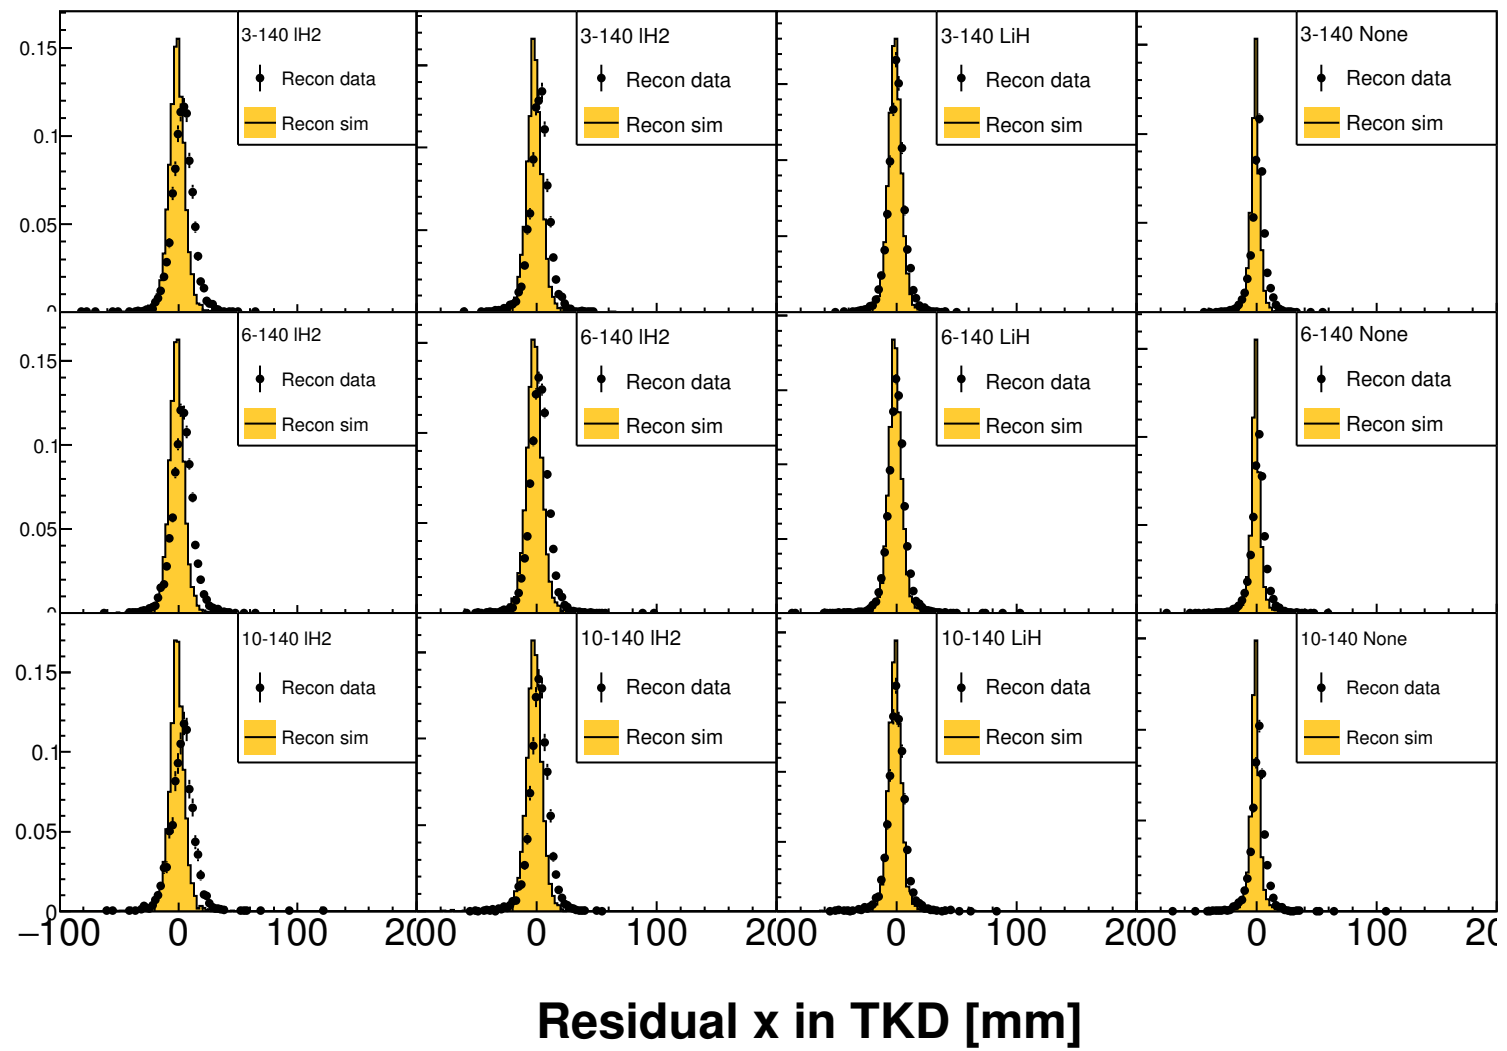 3-140 lH2
Recon data
Recon sim
3-140 lH2
Recon data
Recon sim
3-140 LiH
Recon data
Recon sim
3-140 None
Recon data
Recon sim
0.15
0.1
0.05
0
6-140 lH2
Recon data
Recon sim
6-140 lH2
Recon data
Recon sim
6-140 LiH
Recon data
Recon sim
6-140 None
Recon data
Recon sim
0.15
0.1
0.05
0
10-140 lH2
Recon data
Recon sim
10-140 lH2
Recon data
Recon sim
10-140 LiH
Recon data
Recon sim
10-140 None
Recon data
Recon sim
0.15
0.1
0.05
0
−100 0 100 200 0 100 200 0 100 200 0 100 20
Residual x in TKD [mm]